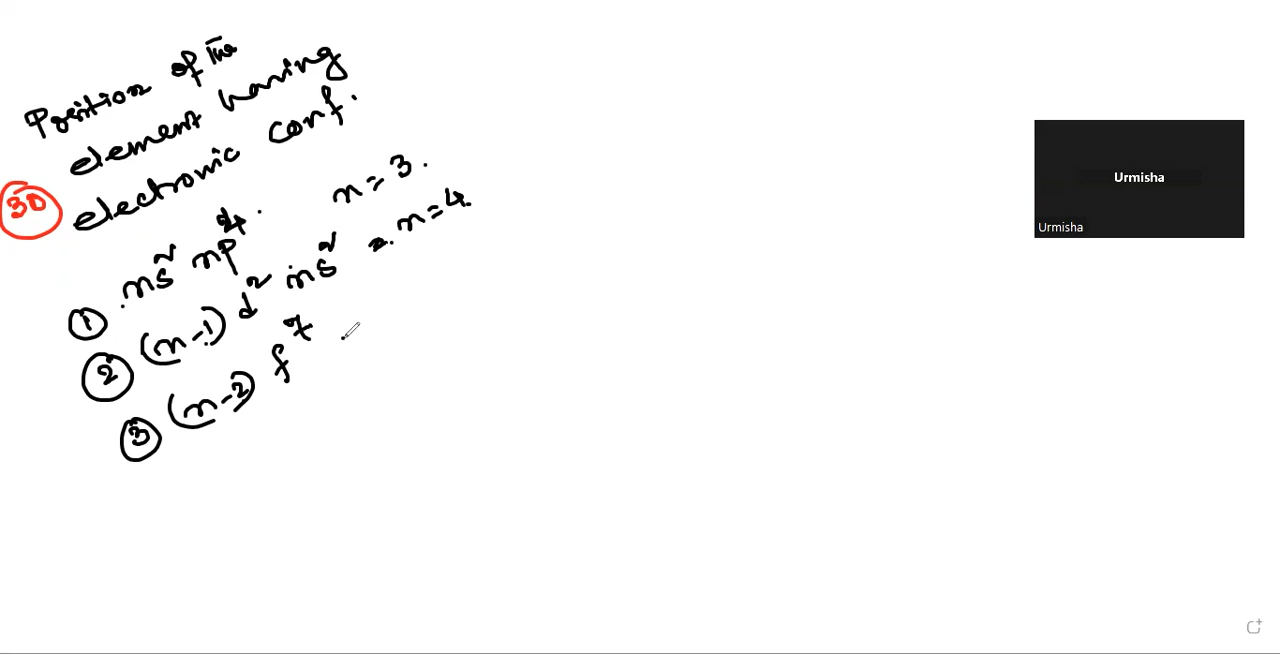 Position of the
element having
electronic conf.
30
① ns² np⁴. n=3.
② (n-1) d² ns² n=4.
③ (n-2) f⁷
Urmisha
Urmisha